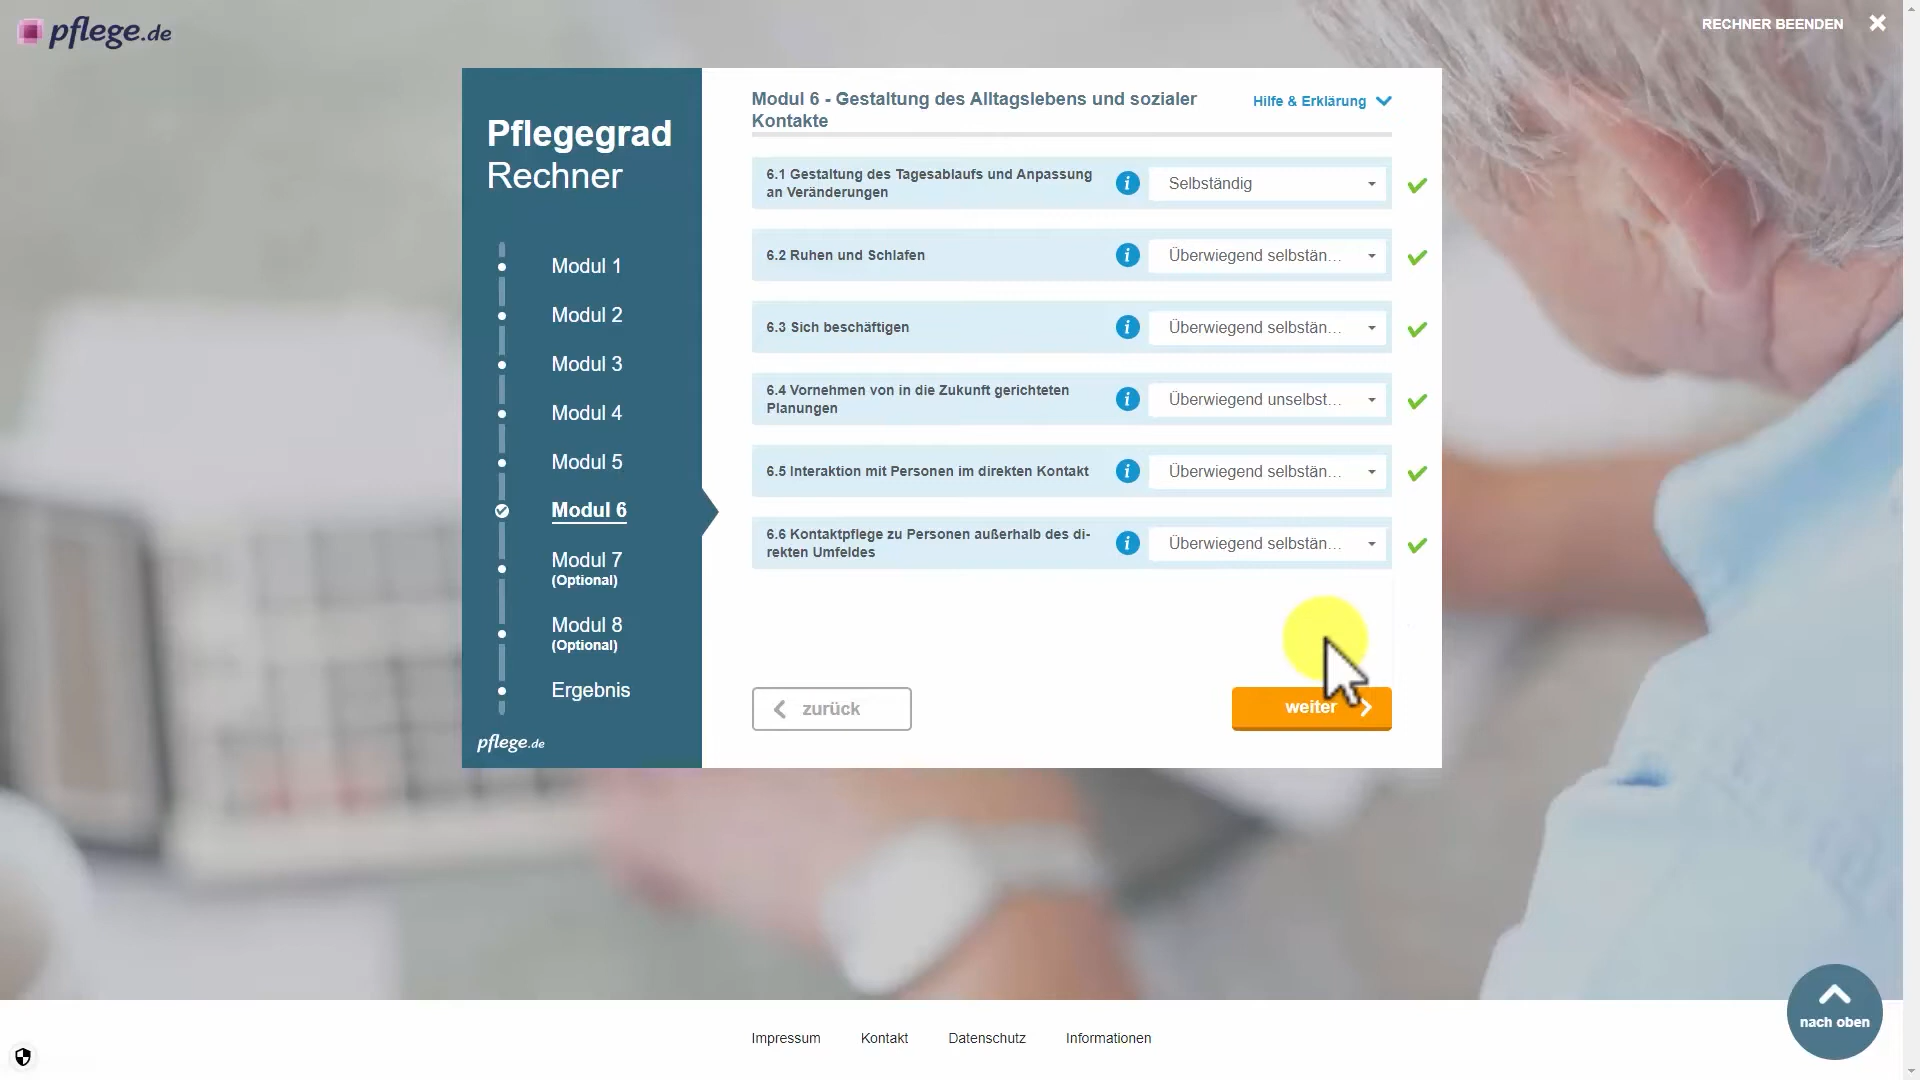 pflege.de
RECHNER BEENDEN
Pflegegrad
Rechner
Modul 1
Modul 2
Modul 3
Modul 4
Modul 5
Modul 6
Modul 7
(Optional)
Modul 8
(Optional)
Ergebnis
pflege.de
Modul 6 - Gestaltung des Alltagslebens und sozialer
Kontakte
Hilfe & Erklärung
6.1 Gestaltung des Tagesablaufs und Anpassung
an Veränderungen
Selbständig
6.2 Ruhen und Schlafen
Überwiegend selbstän...
6.3 Sich beschäftigen
Überwiegend selbstän...
6.4 Vornehmen von in die Zukunft gerichteten
Planungen
Überwiegend unselbst...
6.5 Interaktion mit Personen im direkten Kontakt
Überwiegend selbstän...
6.6 Kontaktpflege zu Personen außerhalb des di-
rekten Umfeldes
Überwiegend selbstän...
zurück
weiter
nach oben
Impressum
Kontakt
Datenschutz
Informationen